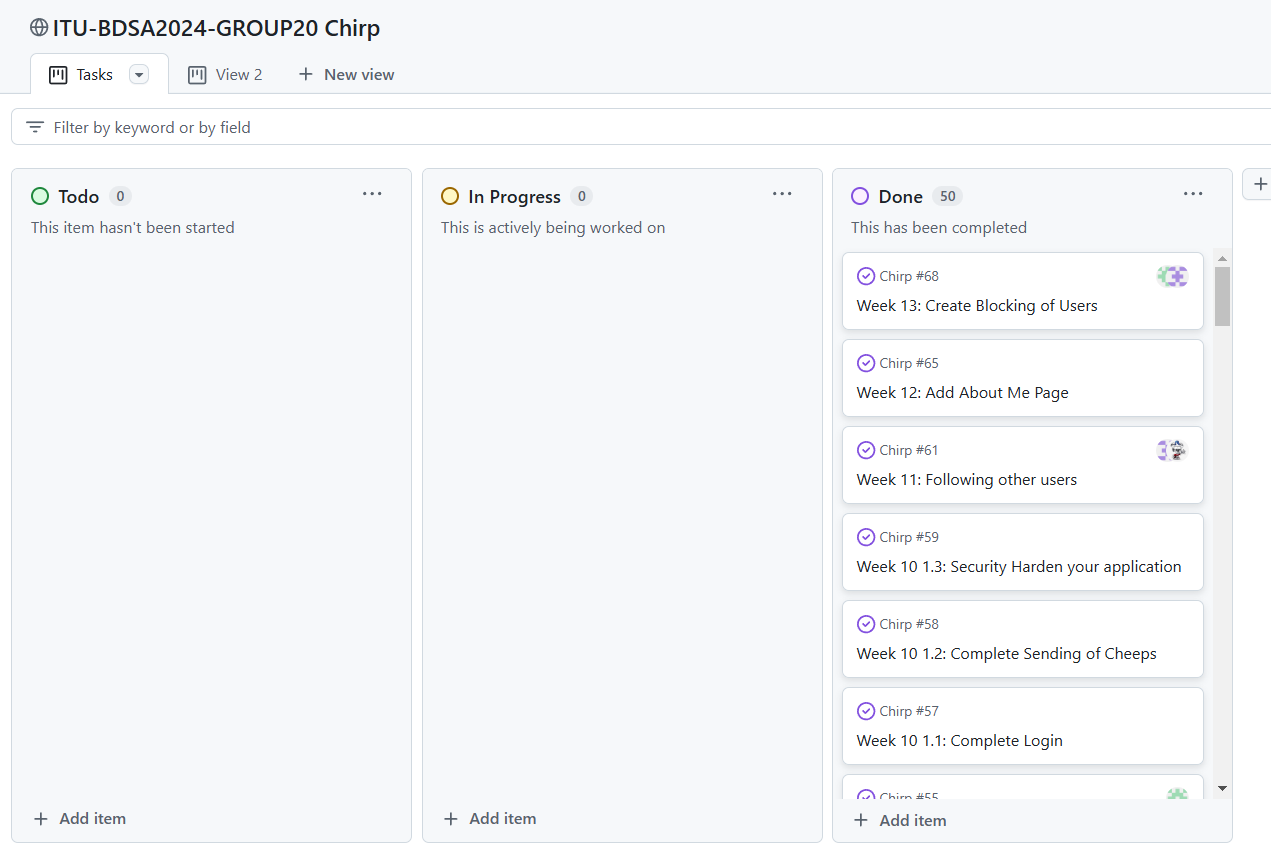 ITU-BDSA2024-GROUP20 Chirp
Tasks
View 2
New view
Filter by keyword or by field
Todo 0
This item hasn't been started
Add item
In Progress 0
This is actively being worked on
Add item
Done 50
This has been completed
Chirp #68
Week 13: Create Blocking of Users
Chirp #65
Week 12: Add About Me Page
Chirp #61
Week 11: Following other users
Chirp #59
Week 10 1.3: Security Harden your application
Chirp #58
Week 10 1.2: Complete Sending of Cheeps
Chirp #57
Week 10 1.1: Complete Login
Chirp #55
Add item